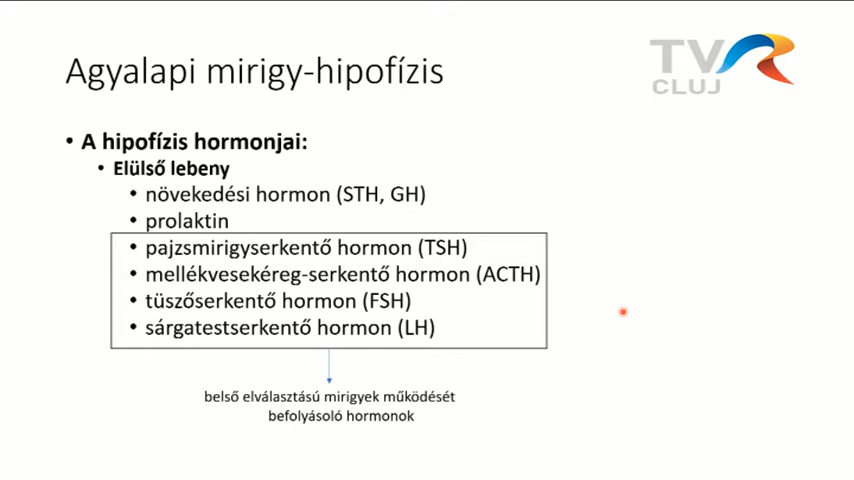 TVR
CLUJ
Agyalapi mirigy-hipofízis
• A hipofízis hormonjai:
• Elülső lebeny
• növekedési hormon (STH, GH)
• prolaktin
• pajzsmirigyserkentő hormon (TSH)
• mellékvesekéreg-serkentő hormon (ACTH)
• tüszőserkentő hormon (FSH)
• sárgatestserkentő hormon (LH)
belső elválasztású mirigyek működését
befolyásoló hormonok